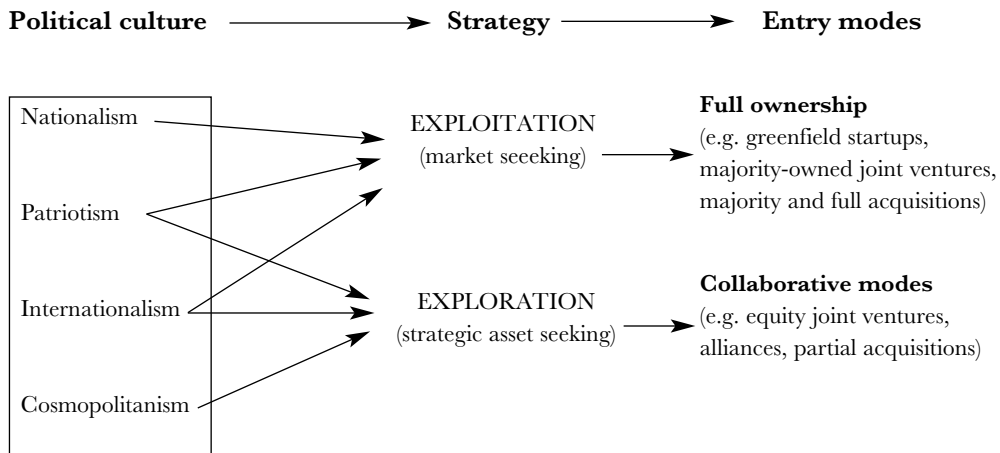 Political culture
Strategy
Entry modes
Nationalism
Patriotism
Internationalism
Cosmopolitanism
EXPLOITATION
(market seeeking)
EXPLORATION
(strategic asset seeking)
Full ownership
(e.g. greenfield startups,
majority-owned joint ventures,
majority and full acquisitions)
Collaborative modes
(e.g. equity joint ventures,
alliances, partial acquisitions)